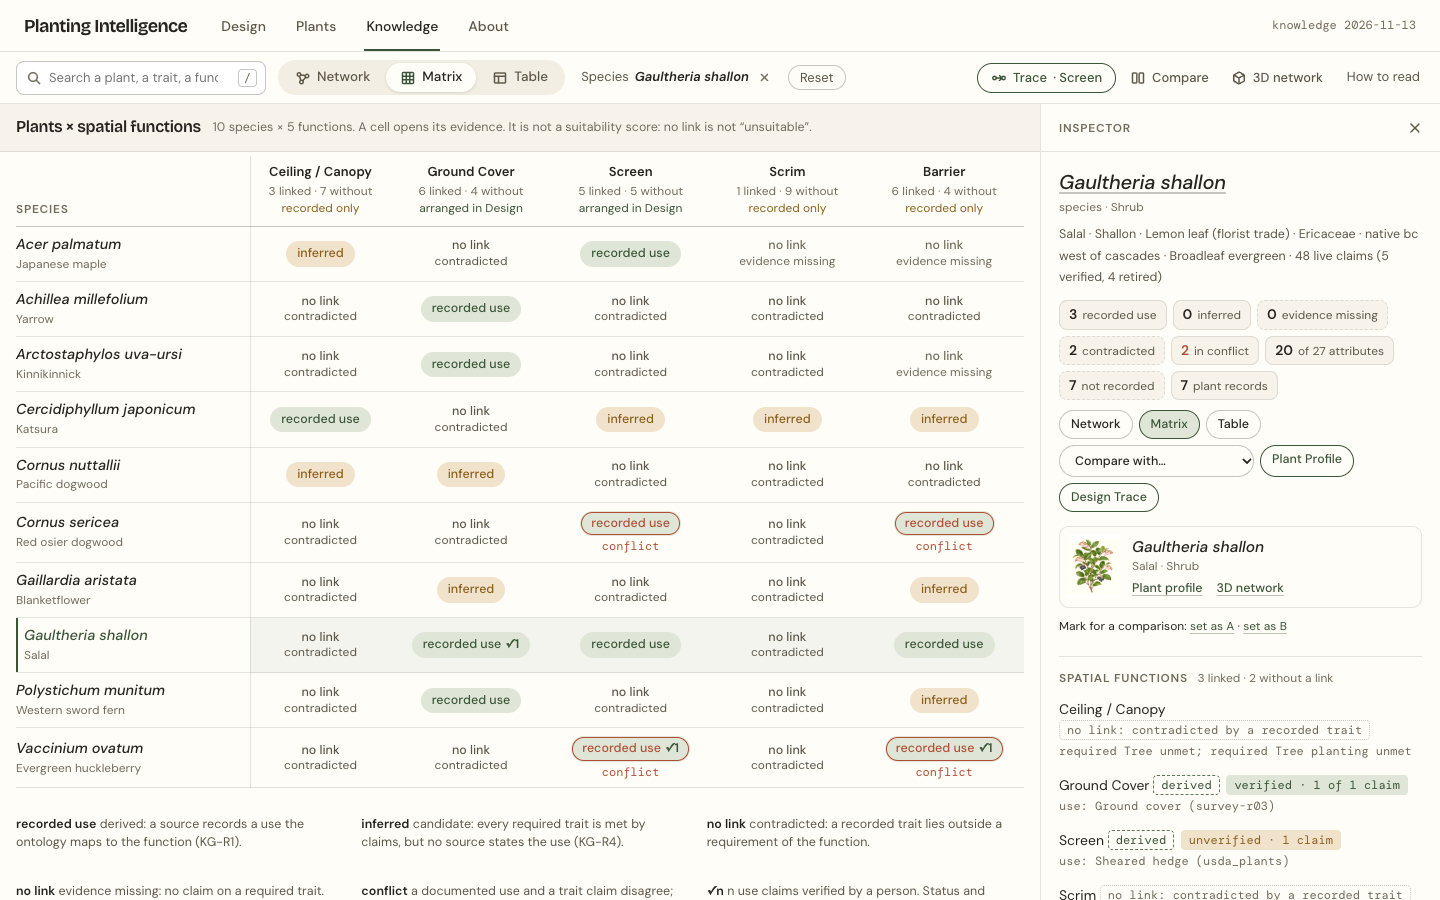 Planting Intelligence Design Plants Knowledge About knowledge 2026-11-13
Search a plant, a trait, a func / Network Matrix Table Species Gaultheria shallon × Reset Trace · Screen Compare 3D network How to read
Plants × spatial functions 10 species × 5 functions. A cell opens its evidence. It is not a suitability score: no link is not “unsuitable”.
SPECIES
Ceiling / Canopy Ground Cover Screen Scrim Barrier
3 linked · 7 without 6 linked · 4 without 5 linked · 5 without 1 linked · 9 without 6 linked · 4 without
recorded only arranged in Design arranged in Design recorded only recorded only
Acer palmatum
Japanese maple
inferred no link contradicted recorded use no link evidence missing no link evidence missing
Achillea millefolium
Yarrow
no link contradicted recorded use no link contradicted no link contradicted no link contradicted
Arctostaphylos uva-ursi
Kinnikinnick
no link contradicted recorded use no link contradicted no link contradicted no link evidence missing
Cercidiphyllum japonicum
Katsura
recorded use no link contradicted inferred inferred inferred
Cornus nuttallii
Pacific dogwood
inferred inferred no link contradicted no link contradicted no link contradicted
Cornus sericea
Red osier dogwood
no link contradicted no link contradicted recorded use conflict no link contradicted recorded use conflict
Gaillardia aristata
Blanketflower
no link contradicted inferred no link contradicted no link contradicted inferred
Gaultheria shallon
Salal
no link contradicted recorded use ✓1 recorded use no link contradicted recorded use
Polystichum munitum
Western sword fern
no link contradicted recorded use no link contradicted no link contradicted inferred
Vaccinium ovatum
Evergreen huckleberry
no link contradicted no link contradicted recorded use ✓1 conflict no link contradicted recorded use ✓1 conflict
recorded use derived: a source records a use the
ontology maps to the function (KG-R1).
inferred candidate: every required trait is met by
claims, but no source states the use (KG-R4).
no link contradicted: a recorded trait lies outside a
requirement of the function.
no link evidence missing: no claim on a required trait.
conflict a documented use and a trait claim disagree;
✓n n use claims verified by a person. Status and
INSPECTOR ×
Gaultheria shallon
species · Shrub
Salal · Shallon · Lemon leaf (florist trade) · Ericaceae · native bc
west of cascades · Broadleaf evergreen · 48 live claims (5
verified, 4 retired)
3 recorded use 0 inferred 0 evidence missing
2 contradicted 2 in conflict 20 of 27 attributes
7 not recorded 7 plant records
Network Matrix Table
Compare with... Plant Profile
Design Trace
Gaultheria shallon
Salal · Shrub
Plant profile 3D network
Mark for a comparison: set as A · set as B
SPATIAL FUNCTIONS 3 linked · 2 without a link
Ceiling / Canopy
no link: contradicted by a recorded trait
required Tree unmet; required Tree planting unmet
Ground Cover derived verified · 1 of 1 claim
use: Ground cover (survey-r03)
Screen derived unverified · 1 claim
use: Sheared hedge (usda_plants)
Scrim no link: contradicted by a recorded trait